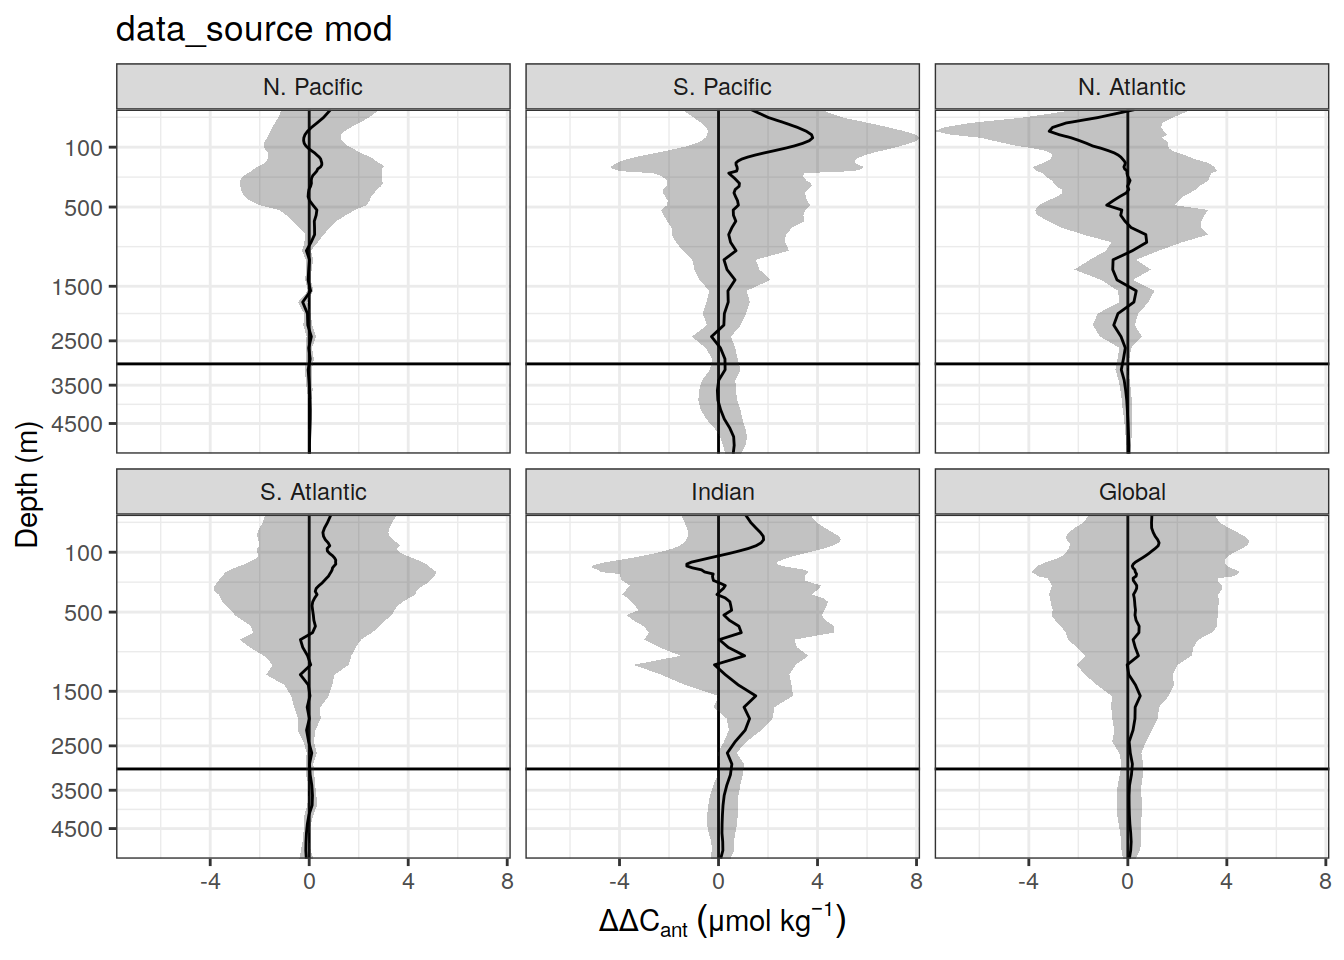 data_source mod
N. Pacific
S. Pacific
N. Atlantic
100
500
1500
2500
3500
4500
Depth (m)
S. Atlantic
Indian
Global
100
500
1500
2500
3500
4500
-4 0 4 8
-4 0 4 8
-4 0 4 8
ΔΔC_ant (μmol kg⁻¹)